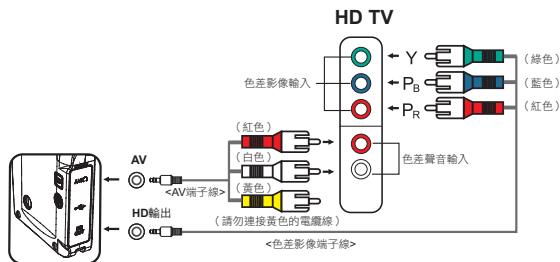 HD TV
Y
(綠色)
PB
(藍色)
PR
(紅色)
色差影像輸入
(紅色)
(白色)
(黃色)
色差聲音輸入
AV
<AV端子線>
(請勿連接黃色的電纜線)
HD輸出
<色差影像端子線>